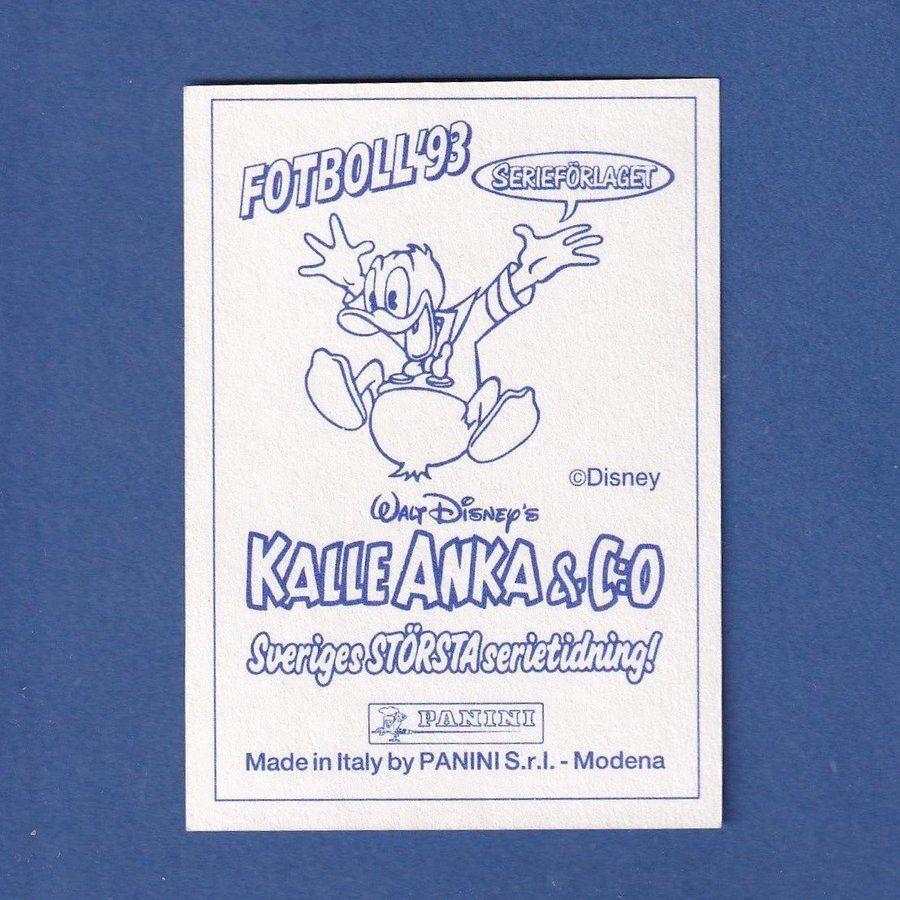 FOTBOLL '93
SERIEFÖRLAGET
©Disney
WALT DISNEY'S
KALLE ANKA & C:O
Sveriges STÖRSTA serietidning!
PANINI
Made in Italy by PANINI S.r.l. - Modena